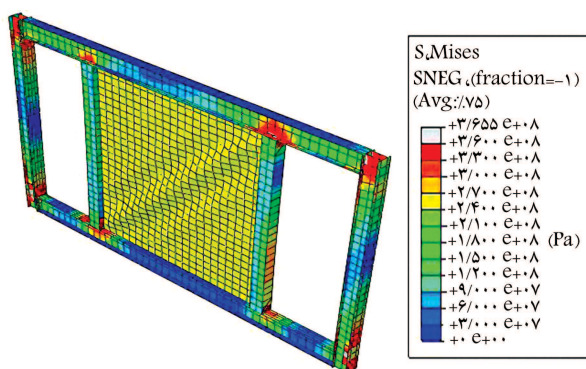 S،Mises
SNEG ،(fraction=–۱)
(Avg:٪۷۵)
+۳/۶۵۵ e+۰۸
+۳/۶۰۰ e+۰۸
+۳/۳۰۰ e+۰۸
+۳/۰۰۰ e+۰۸
+۲/۷۰۰ e+۰۸
+۲/۴۰۰ e+۰۸
+۲/۱۰۰ e+۰۸
+۱/۸۰۰ e+۰۸ (Pa)
+۱/۵۰۰ e+۰۸
+۱/۲۰۰ e+۰۸
+۹/۰۰۰ e+۰۷
+۶/۰۰۰ e+۰۷
+۳/۰۰۰ e+۰۷
+۰ e+۰۰